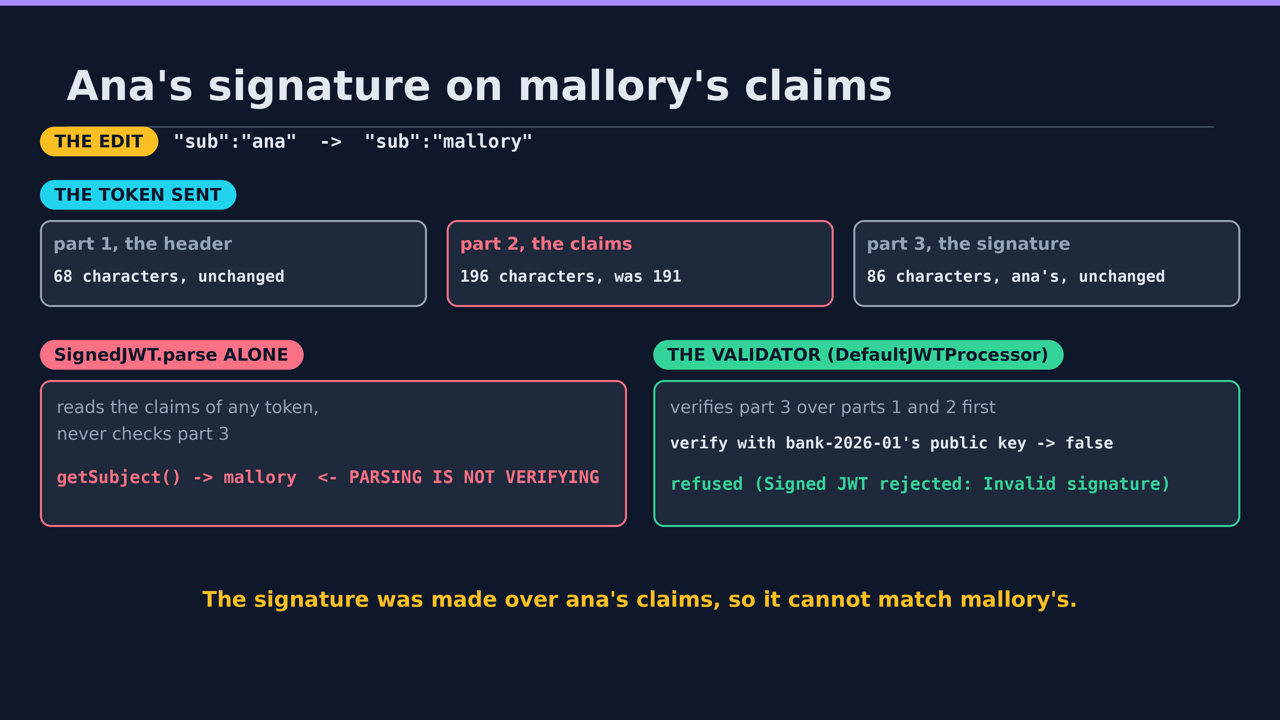 Ana's signature on mallory's claims
THE EDIT "sub":"ana" -> "sub":"mallory"
THE TOKEN SENT
part 1, the header
68 characters, unchanged
part 2, the claims
196 characters, was 191
part 3, the signature
86 characters, ana's, unchanged
SignedJWT.parse ALONE
reads the claims of any token,
never checks part 3
getSubject() -> mallory <- PARSING IS NOT VERIFYING
THE VALIDATOR (DefaultJWTProcessor)
verifies part 3 over parts 1 and 2 first
verify with bank-2026-01's public key -> false
refused (Signed JWT rejected: Invalid signature)
The signature was made over ana's claims, so it cannot match mallory's.